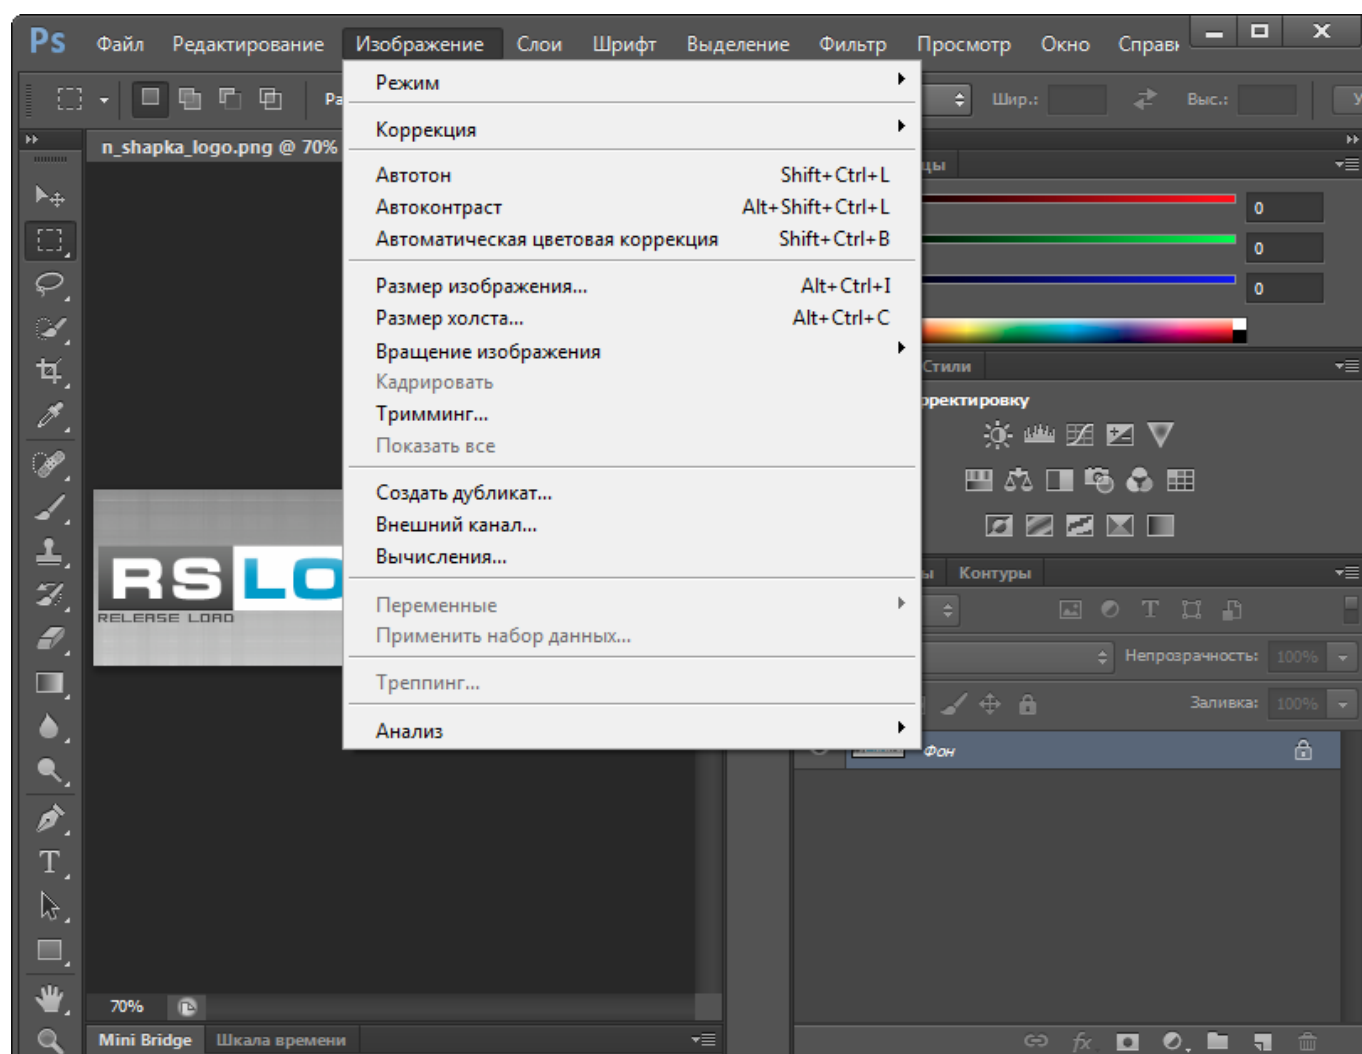 Ps Файл Редактирование Изображение Слои Шрифт Выделение Фильтр Просмотр Окно
Шир.: Выс.:
n_shapka_logo.png @ 70%
Режим
Коррекция
Автотон Shift+Ctrl+L
Автоконтраст Alt+Shift+Ctrl+L
Автоматическая цветовая коррекция Shift+Ctrl+B
Размер изображения... Alt+Ctrl+I
Размер холста... Alt+Ctrl+C
Вращение изображения
Кадрировать
Тримминг...
Показать все
Создать дубликат...
Внешний канал...
Вычисления...
Переменные
Применить набор данных...
Треппинг...
Анализ
0
0
0
Стили
Контуры
Непрозрачность: 100%
Заливка: 100%
Фон
RS LO
RELEASE LOAD
70%
Mini Bridge Шкала времени
fx